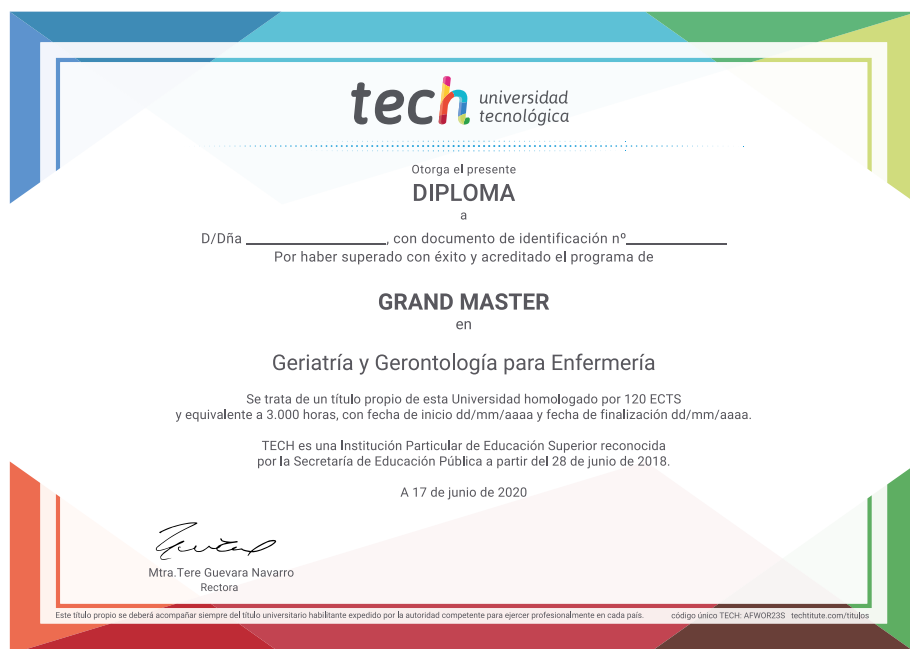 tech universidad
tecnológica
Otorga el presente
DIPLOMA
a
D/Dña ________________, con documento de identificación nº____________
Por haber superado con éxito y acreditado el programa de
GRAND MASTER
en
Geriatría y Gerontología para Enfermería
Se trata de un título propio de esta Universidad homologado por 120 ECTS
y equivalente a 3.000 horas, con fecha de inicio dd/mm/aaaa y fecha de finalización dd/mm/aaaa.
TECH es una Institución Particular de Educación Superior reconocida
por la Secretaría de Educación Pública a partir del 28 de junio de 2018.
A 17 de junio de 2020
Mtra.Tere Guevara Navarro
Rectora
Este título propio se deberá acompañar siempre del título universitario habilitante expedido por la autoridad competente para ejercer profesionalmente en cada país. código único TECH: AFWOR23S techtitute.com/titulos